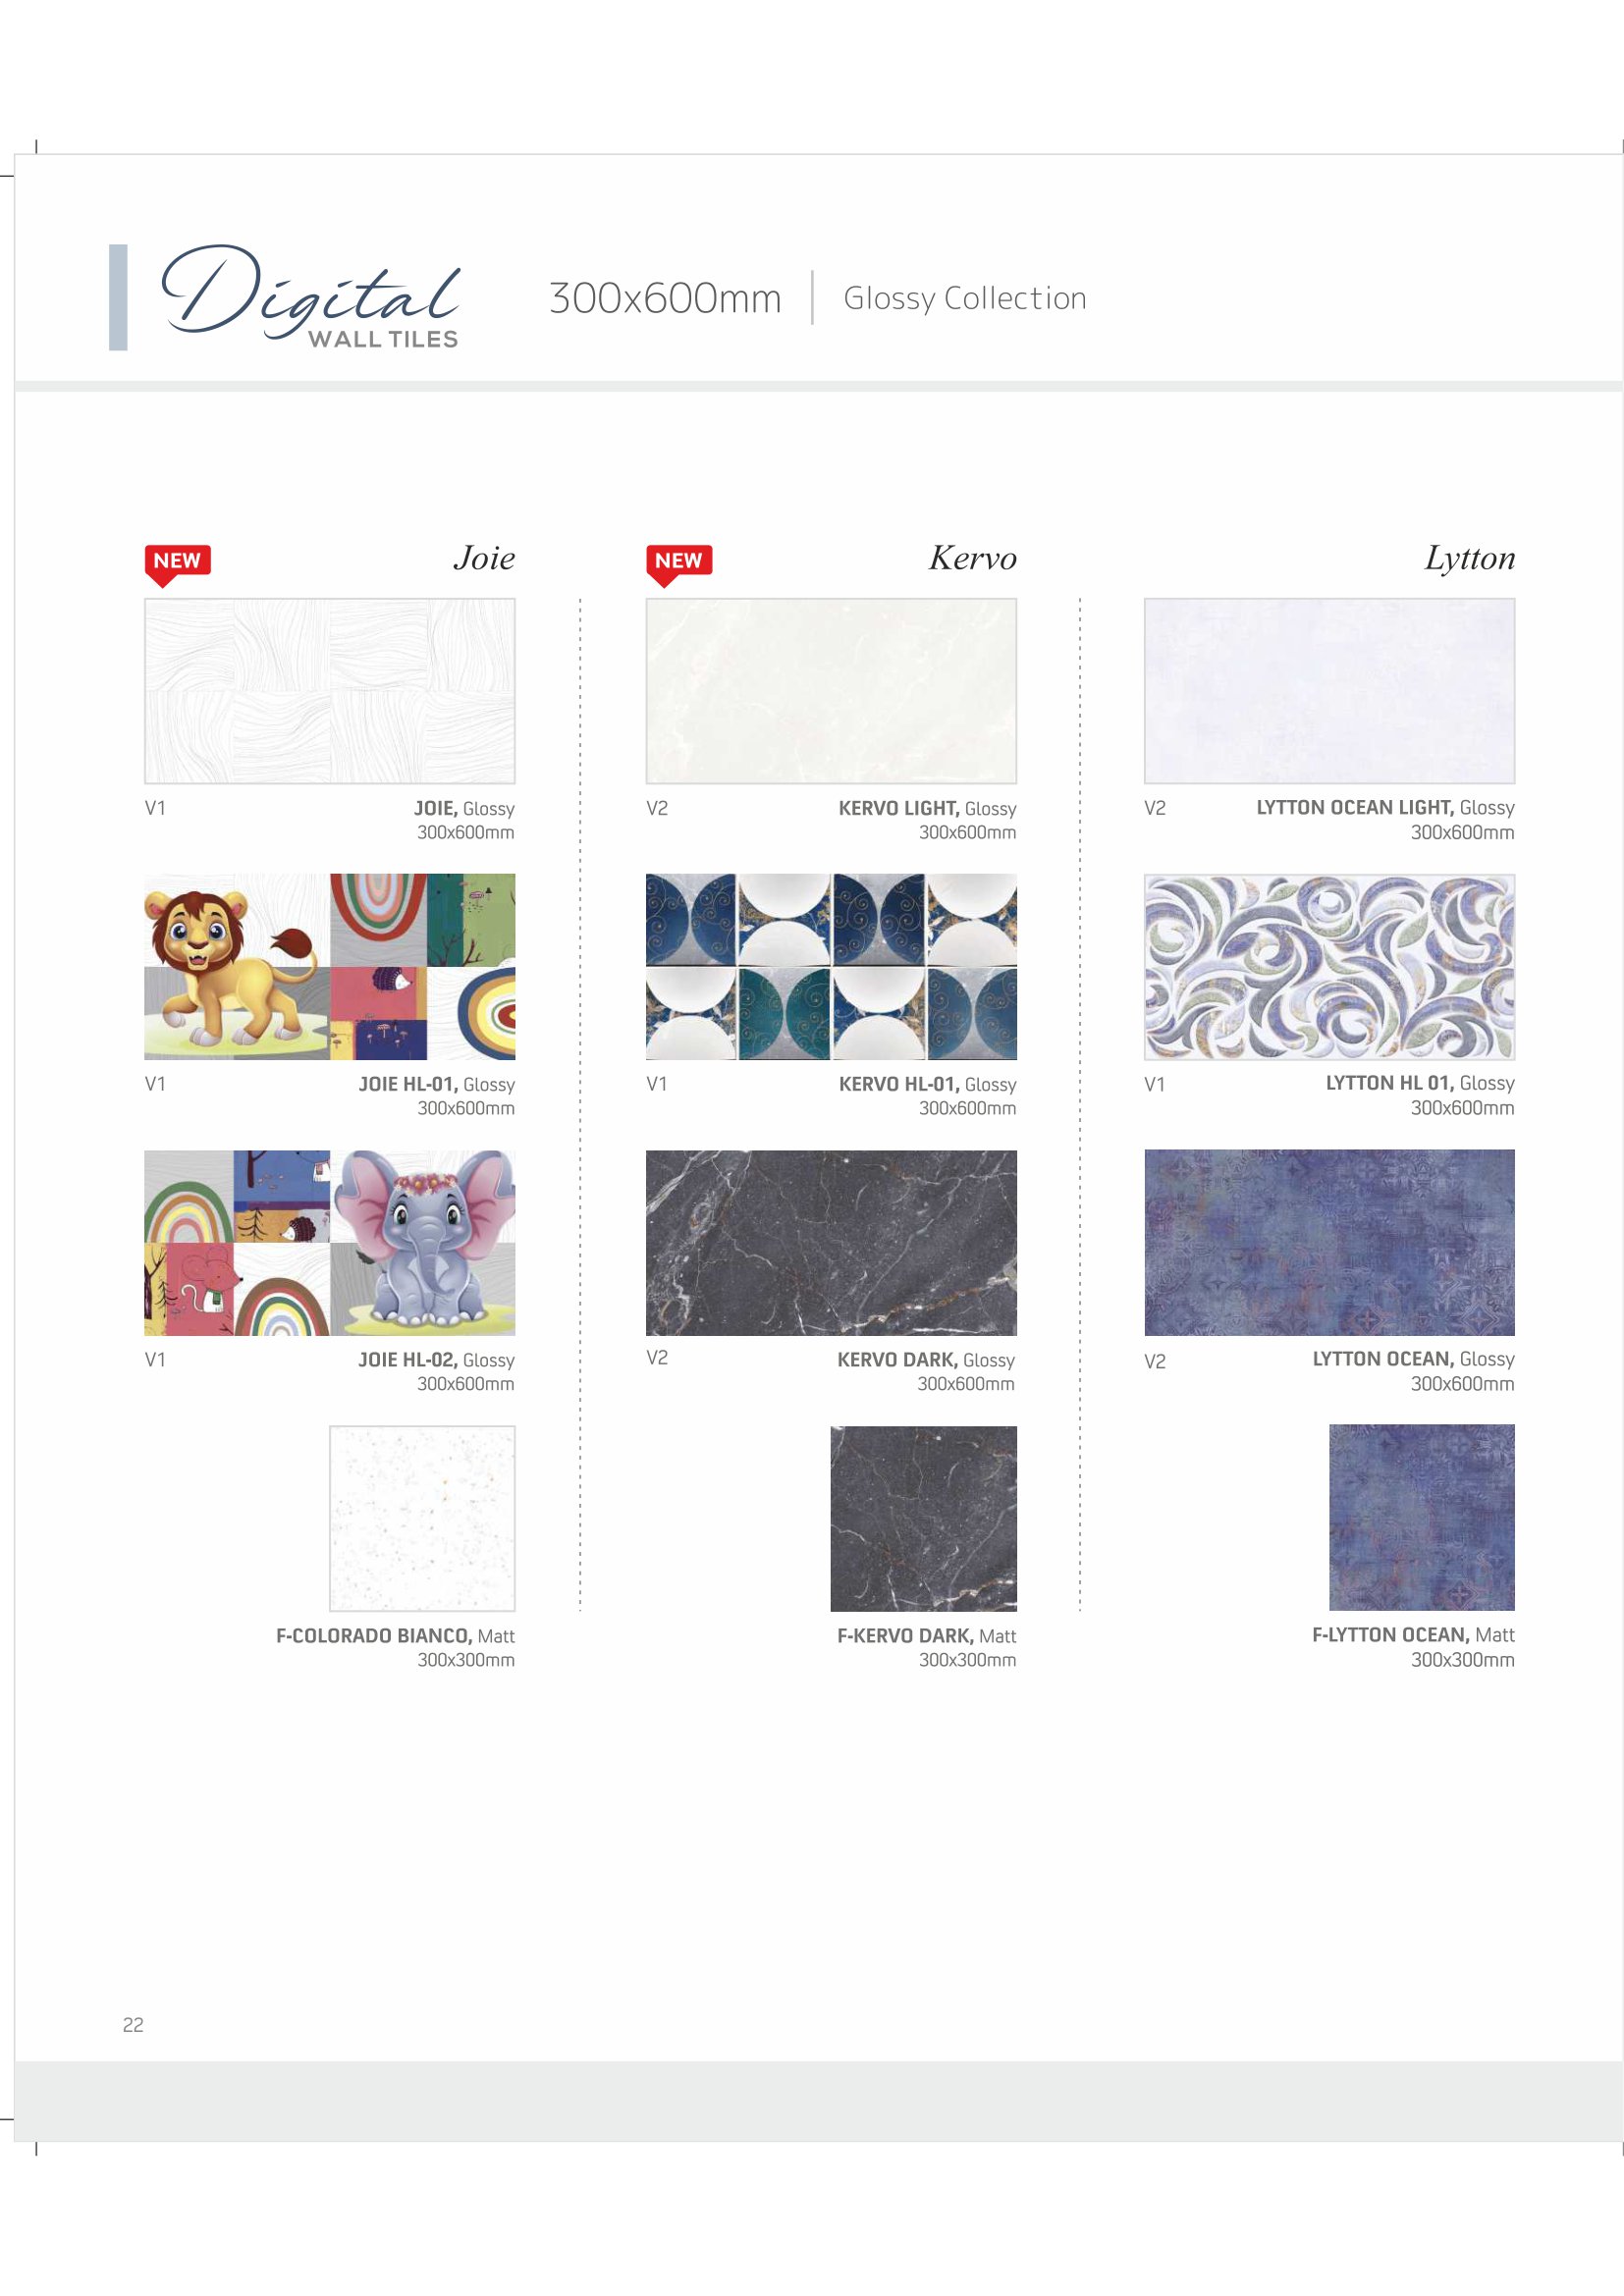 Digital
WALL TILES
300x600mm
Glossy Collection
NEW
Joie
V1
JOIE, Glossy
300x600mm
V1
JOIE HL-01, Glossy
300x600mm
V1
JOIE HL-02, Glossy
300x600mm
F-COLORADO BIANCO, Matt
300x300mm
NEW
Kervo
V2
KERVO LIGHT, Glossy
300x600mm
V1
KERVO HL-01, Glossy
300x600mm
V2
KERVO DARK, Glossy
300x600mm
F-KERVO DARK, Matt
300x300mm
Lytton
V2
LYTTON OCEAN LIGHT, Glossy
300x600mm
V1
LYTTON HL 01, Glossy
300x600mm
V2
LYTTON OCEAN, Glossy
300x600mm
F-LYTTON OCEAN, Matt
300x300mm
22